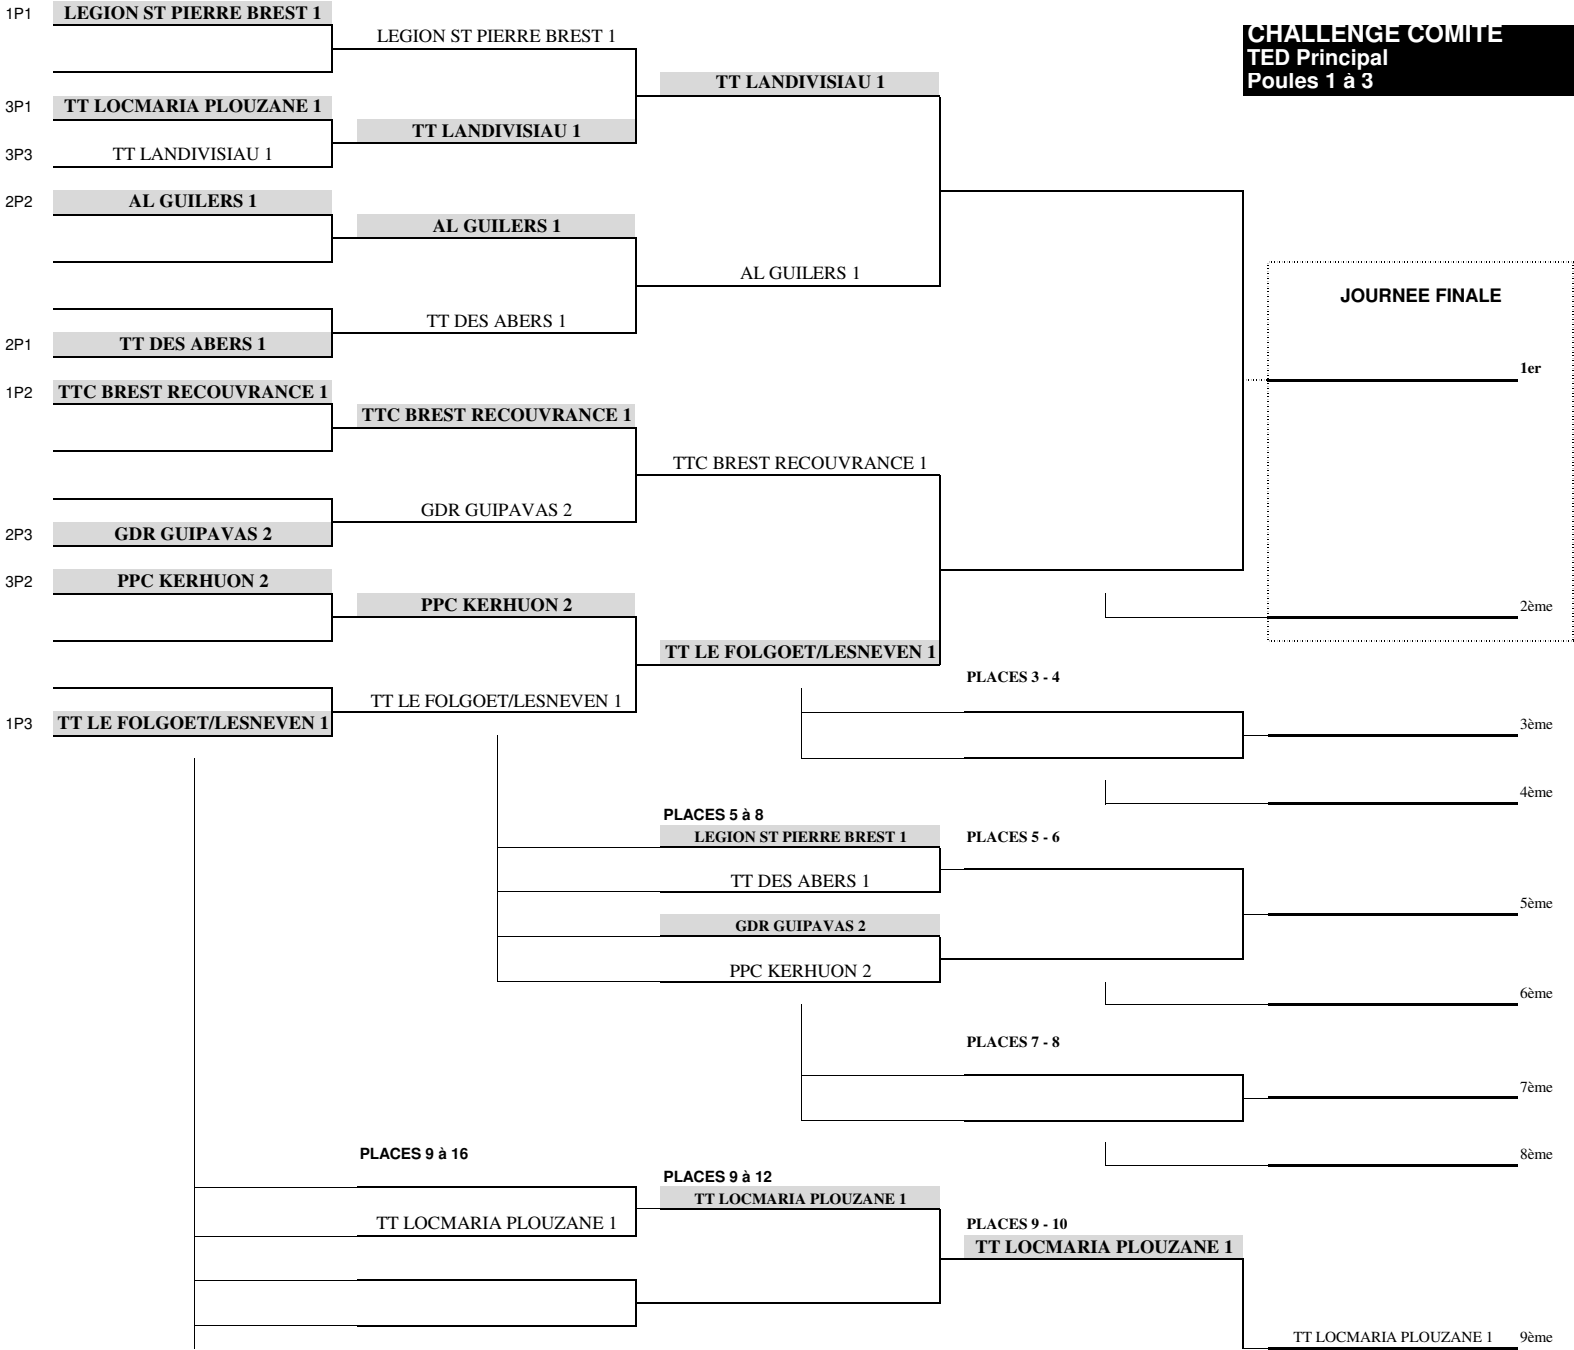 1P1 LEGION ST PIERRE BREST 1
LEGION ST PIERRE BREST 1
CHALLENGE COMITE
TED Principal
Poules 1 à 3
TT LANDIVISIAU 1
3P1 TT LOCMARIA PLOUZANE 1
TT LANDIVISIAU 1
3P3 TT LANDIVISIAU 1
2P2 AL GUILERS 1
AL GUILERS 1
AL GUILERS 1
JOURNEE FINALE
TT DES ABERS 1
2P1 TT DES ABERS 1
1er
1P2 TTC BREST RECOUVRANCE 1
TTC BREST RECOUVRANCE 1
TTC BREST RECOUVRANCE 1
GDR GUIPAVAS 2
2P3 GDR GUIPAVAS 2
3P2 PPC KERHUON 2
PPC KERHUON 2
2ème
TT LE FOLGOET/LESNEVEN 1
PLACES 3 - 4
TT LE FOLGOET/LESNEVEN 1
1P3 TT LE FOLGOET/LESNEVEN 1
3ème
4ème
PLACES 5 à 8
LEGION ST PIERRE BREST 1
PLACES 5 - 6
TT DES ABERS 1
5ème
GDR GUIPAVAS 2
PPC KERHUON 2
6ème
PLACES 7 - 8
7ème
PLACES 9 à 16
8ème
PLACES 9 à 12
TT LOCMARIA PLOUZANE 1
TT LOCMARIA PLOUZANE 1
PLACES 9 - 10
TT LOCMARIA PLOUZANE 1
TT LOCMARIA PLOUZANE 1 9ème